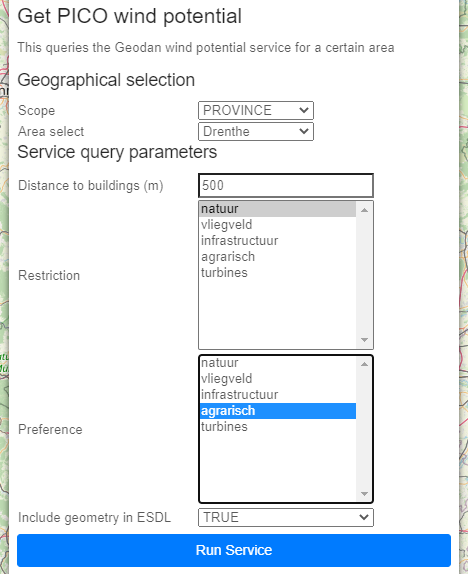 Get PICO wind potential
This queries the Geodan wind potential service for a certain area
Geographical selection
Scope PROVINCE
Area select Drenthe
Service query parameters
Distance to buildings (m) 500
Restriction
natuur
vliegveld
infrastructuur
agrarisch
turbines
Preference
natuur
vliegveld
infrastructuur
agrarisch
turbines
Include geometry in ESDL TRUE
Run Service